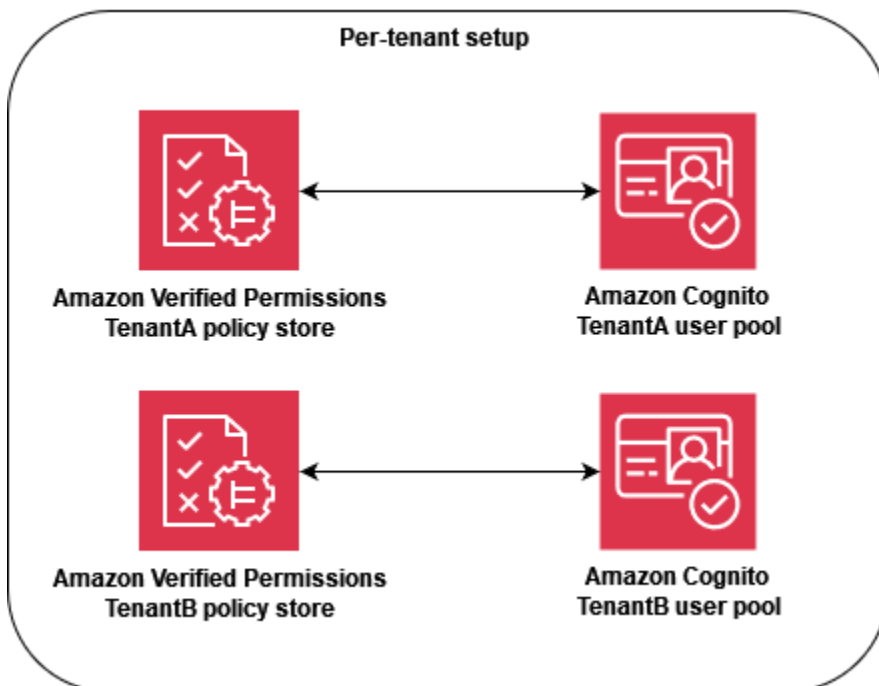 Per-tenant setup
Amazon Verified Permissions
TenantA policy store
Amazon Cognito
TenantA user pool
Amazon Verified Permissions
TenantB policy store
Amazon Cognito
TenantB user pool